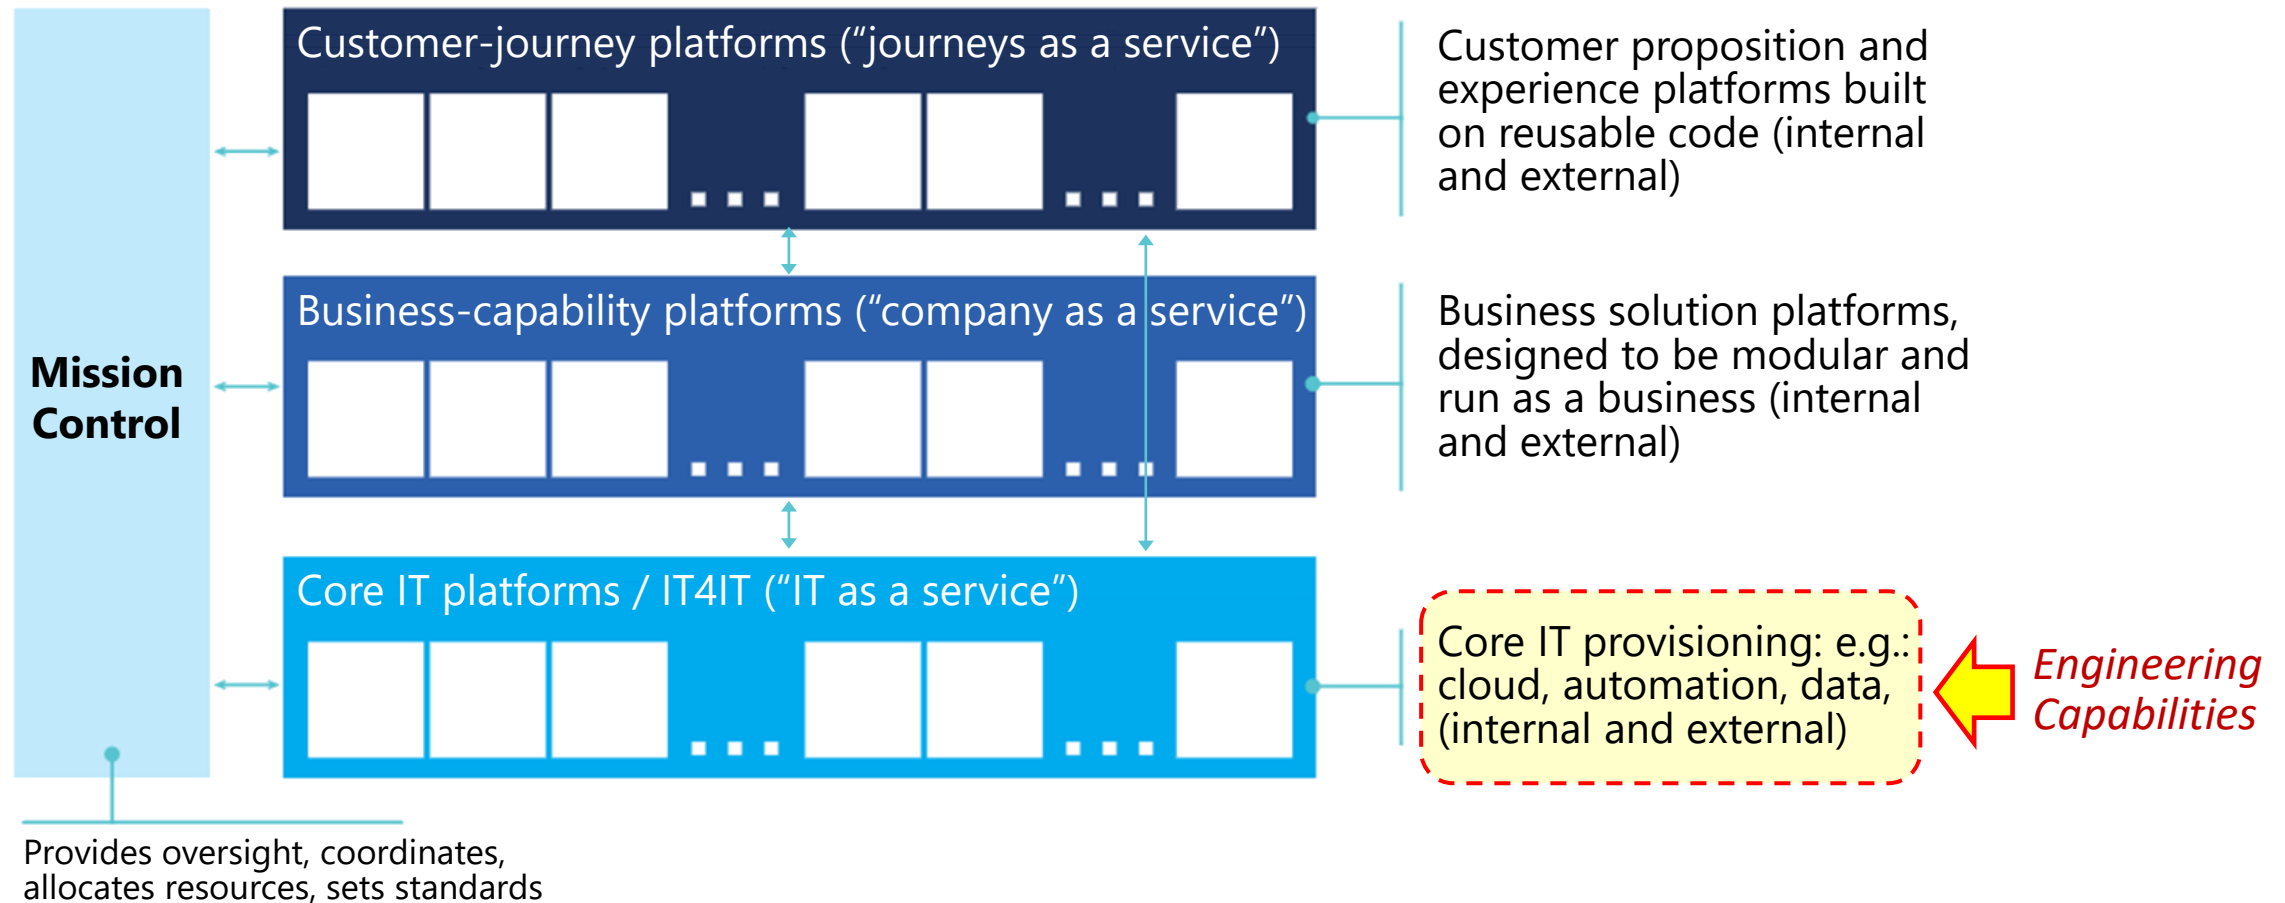 Customer-journey platforms (“journeys as a service”)
Customer proposition and
experience platforms built
on reusable code (internal
and external)
Mission
Control
Business-capability platforms (“company as a service”)
Business solution platforms,
designed to be modular and
run as a business (internal
and external)
Core IT platforms / IT4IT (“IT as a service”)
Core IT provisioning: e.g.:
cloud, automation, data,
(internal and external)
Engineering
Capabilities
Provides oversight, coordinates,
allocates resources, sets standards